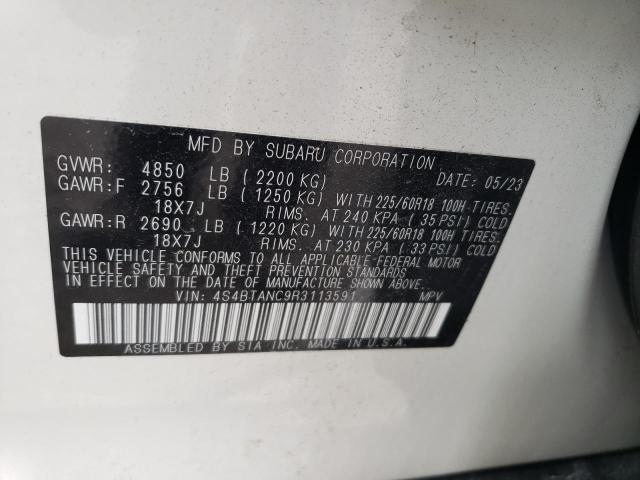 MFD BY SUBARU CORPORATION
GVWR: 4850 LB ( 2200 KG) DATE: 05/23
GAWR:F 2756 LB ( 1250 KG) WITH 225/60R18 100H TIRES.
18X7J RIMS. AT 240 KPA ( 35 PSI) COLD
GAWR:R 2690 LB ( 1220 KG) WITH 225/60R18 100H TIRES.
18X7J RIMS. AT 230 KPA ( 33 PSI) COLD
THIS VEHICLE CONFORMS TO ALL APPLICABLE FEDERAL MOTOR
VEHICLE SAFETY AND THEFT PREVENTION STANDARDS IN
EFFECT ON THE DATE OF MANUFACTURE SHOWN ABOVE.
VIN: 4S4BTANC9R3113591 MPV
ASSEMBLED BY SIA INC. MADE IN U.S.A.